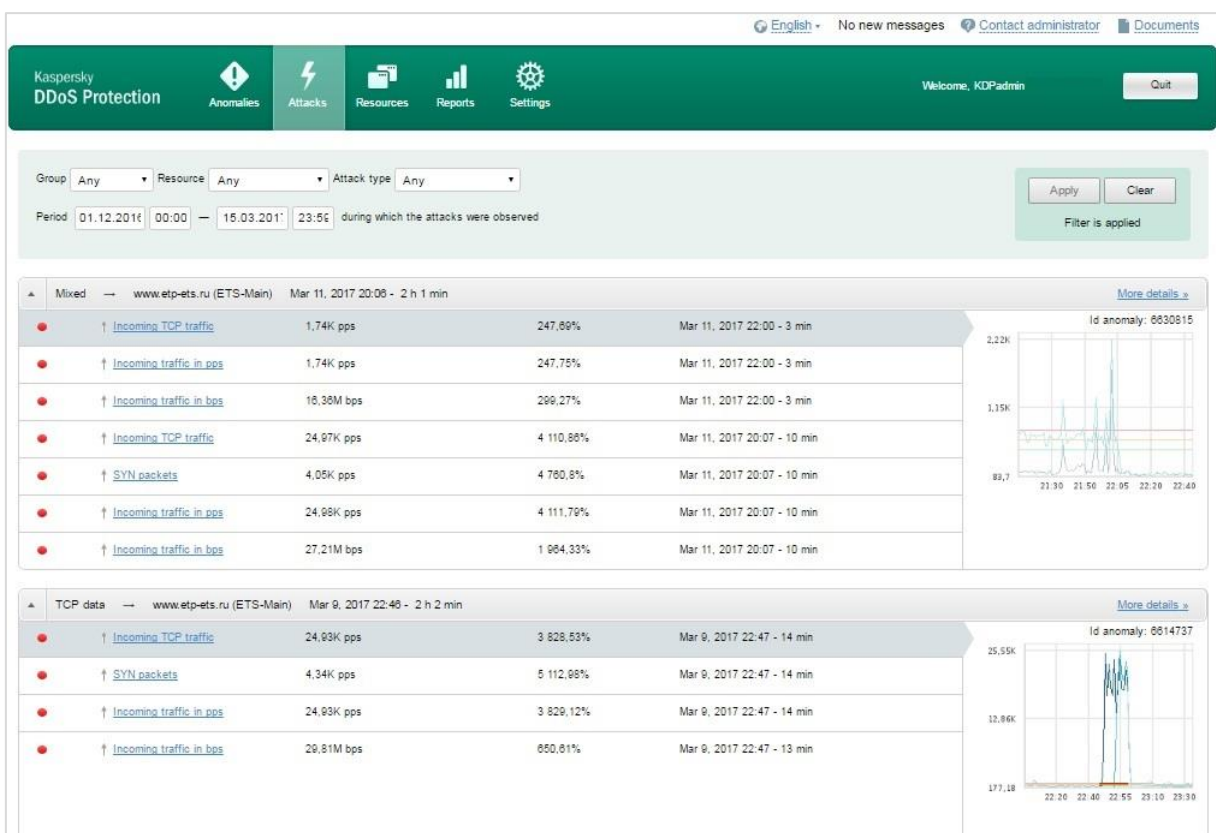 English
No new messages
Contact administrator
Documents
Kaspersky
DDoS Protection
Anomalies
Attacks
Resources
Reports
Settings
Welcome, KDPadmin
Quit
Group Any Resource Any Attack type Any
Period 01.12.2016 00:00 — 15.03.201 23:59 during which the attacks were observed
Apply Clear
Filter is applied
Mixed → www.etp-ets.ru (ETS-Main) Mar 11, 2017 20:06 - 2 h 1 min More details »
↑ Incoming TCP traffic 1,74K pps 247,69% Mar 11, 2017 22:00 - 3 min
↑ Incoming traffic in pps 1,74K pps 247,75% Mar 11, 2017 22:00 - 3 min
↑ Incoming traffic in bps 16,36M bps 299,27% Mar 11, 2017 22:00 - 3 min
↑ Incoming TCP traffic 24,97K pps 4 110,86% Mar 11, 2017 20:07 - 10 min
↑ SYN packets 4,05K pps 4 760,8% Mar 11, 2017 20:07 - 10 min
↑ Incoming traffic in pps 24,98K pps 4 111,79% Mar 11, 2017 20:07 - 10 min
↑ Incoming traffic in bps 27,21M bps 1 964,33% Mar 11, 2017 20:07 - 10 min
Id anomaly: 6630815
2,22K
1,15K
83,7
21:30 21:50 22:05 22:20 22:40
TCP data → www.etp-ets.ru (ETS-Main) Mar 9, 2017 22:46 - 2 h 2 min More details »
↑ Incoming TCP traffic 24,93K pps 3 828,53% Mar 9, 2017 22:47 - 14 min
↑ SYN packets 4,34K pps 5 112,98% Mar 9, 2017 22:47 - 14 min
↑ Incoming traffic in pps 24,93K pps 3 829,12% Mar 9, 2017 22:47 - 14 min
↑ Incoming traffic in bps 29,81M bps 650,61% Mar 9, 2017 22:47 - 13 min
Id anomaly: 6614737
25,55K
12,86K
177,18
22:20 22:40 22:55 23:10 23:30